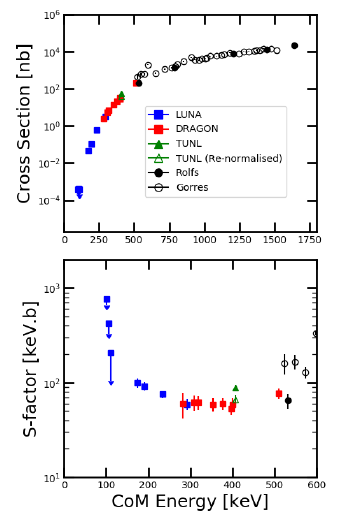 10^6
10^4
10^2
10^0
10^−2
10^−4
Cross Section [nb]
LUNA
DRAGON
TUNL
TUNL (Re-normalised)
Rolfs
Gorres
0 250 500 750 1000 1250 1500 1750
10^3
10^2
10^1
S-factor [keV.b]
0 100 200 300 400 500 600
CoM Energy [keV]